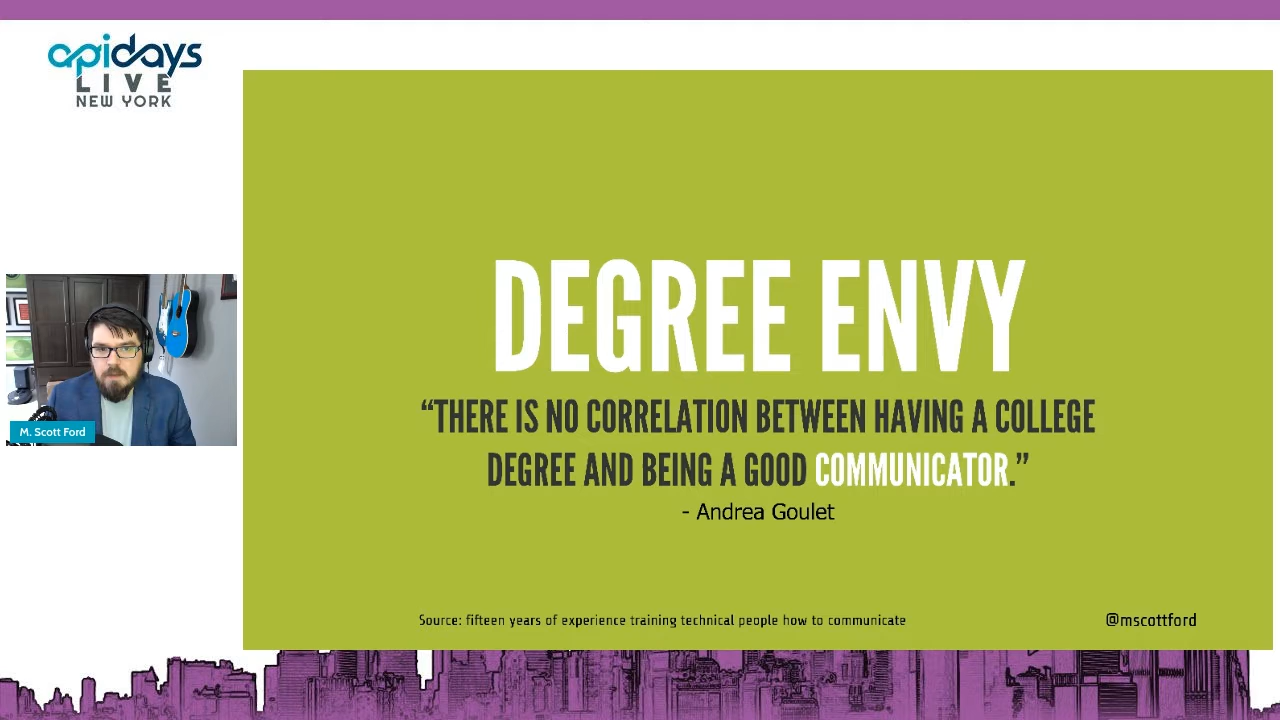 apidays
LIVE
NEW YORK
DEGREE ENVY
“THERE IS NO CORRELATION BETWEEN HAVING A COLLEGE
DEGREE AND BEING A GOOD COMMUNICATOR.”
- Andrea Goulet
M. Scott Ford
Source: fifteen years of experience training technical people how to communicate
@mscottford